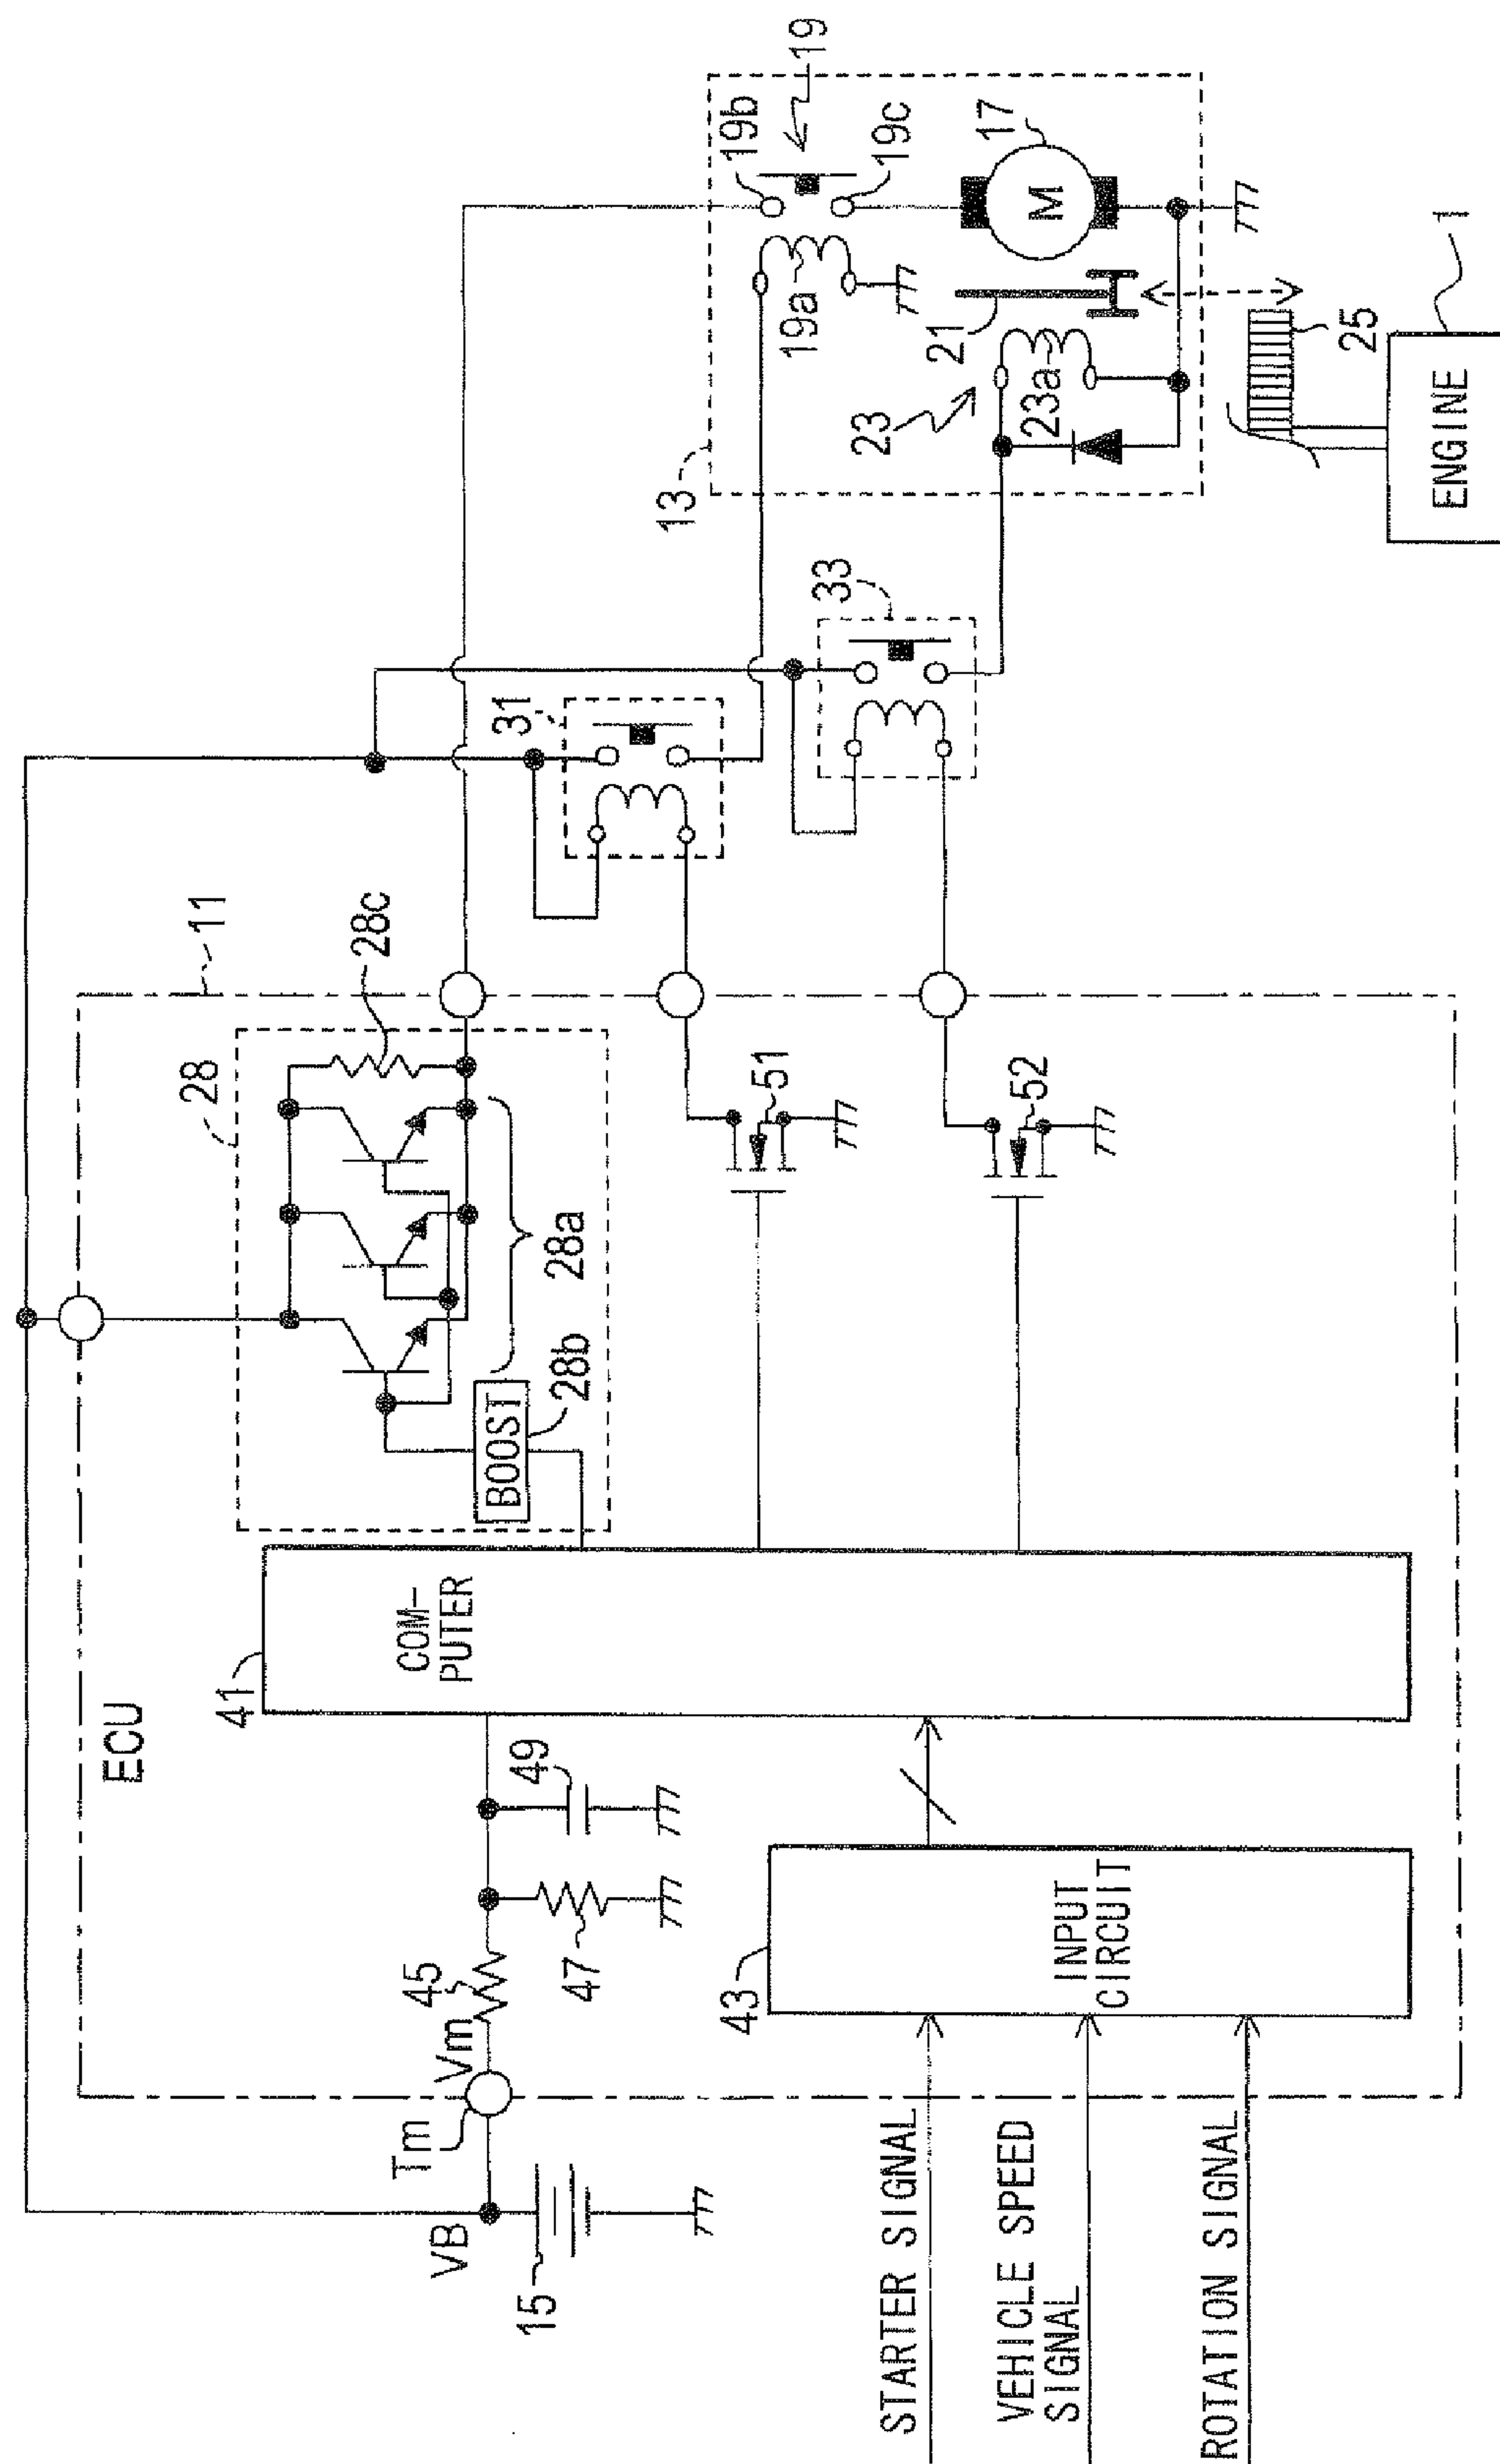 ECU
11
28
28c
28a
28b
BOOST
41
COM-
PUTER
49
47
45
Vm
Tm
VB
15
43
INPUT
CIRCUIT
STARTER SIGNAL
VEHICLE SPEED
SIGNAL
ROTATION SIGNAL
51
52
31
33
13
19
19b
19c
19a
17
M
21
23
23a
25
1
ENGINE